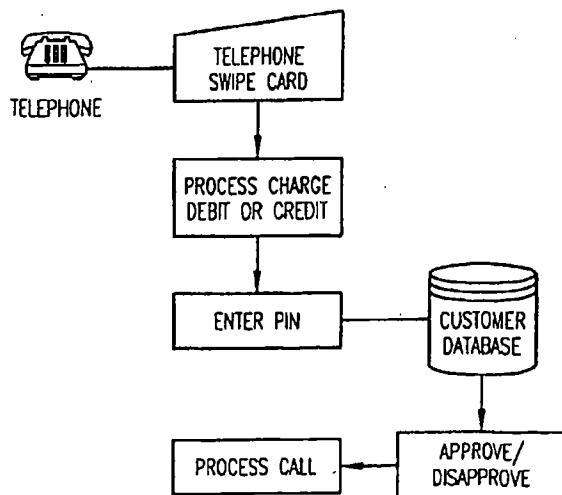 TELEPHONE
TELEPHONE
SWIPE CARD
PROCESS CHARGE
DEBIT OR CREDIT
ENTER PIN
CUSTOMER
DATABASE
PROCESS CALL
APPROVE/
DISAPPROVE